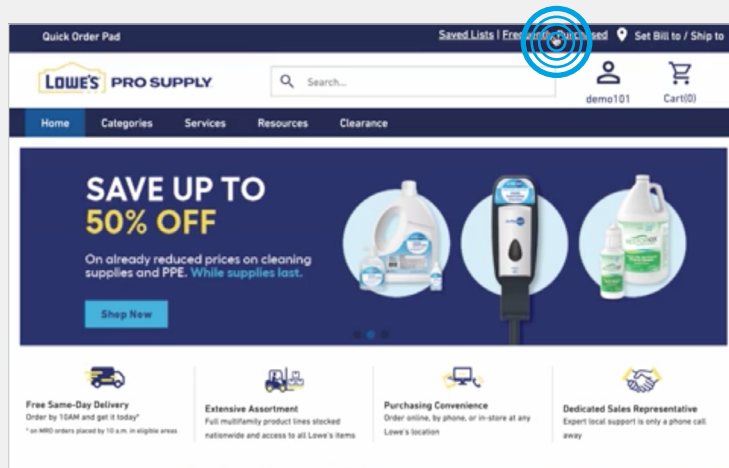 Quick Order Pad
Saved Lists | Frequently Purchased
Set Bill to / Ship to
LOWE'S PRO SUPPLY
Search...
demo101
Cart(0)
Home
Categories
Services
Resources
Clearance
SAVE UP TO
50% OFF
On already reduced prices on cleaning
supplies and PPE. While supplies last.
Shop Now
Free Same-Day Delivery
Order by 10AM and get it today*
* on MRO orders placed by 10 a.m. in eligible areas
Extensive Assortment
Full multifamily product lines stocked
nationwide and access to all Lowe's items
Purchasing Convenience
Order online, by phone, or in-store at any
Lowe's location
Dedicated Sales Representative
Expert local support is only a phone call
away